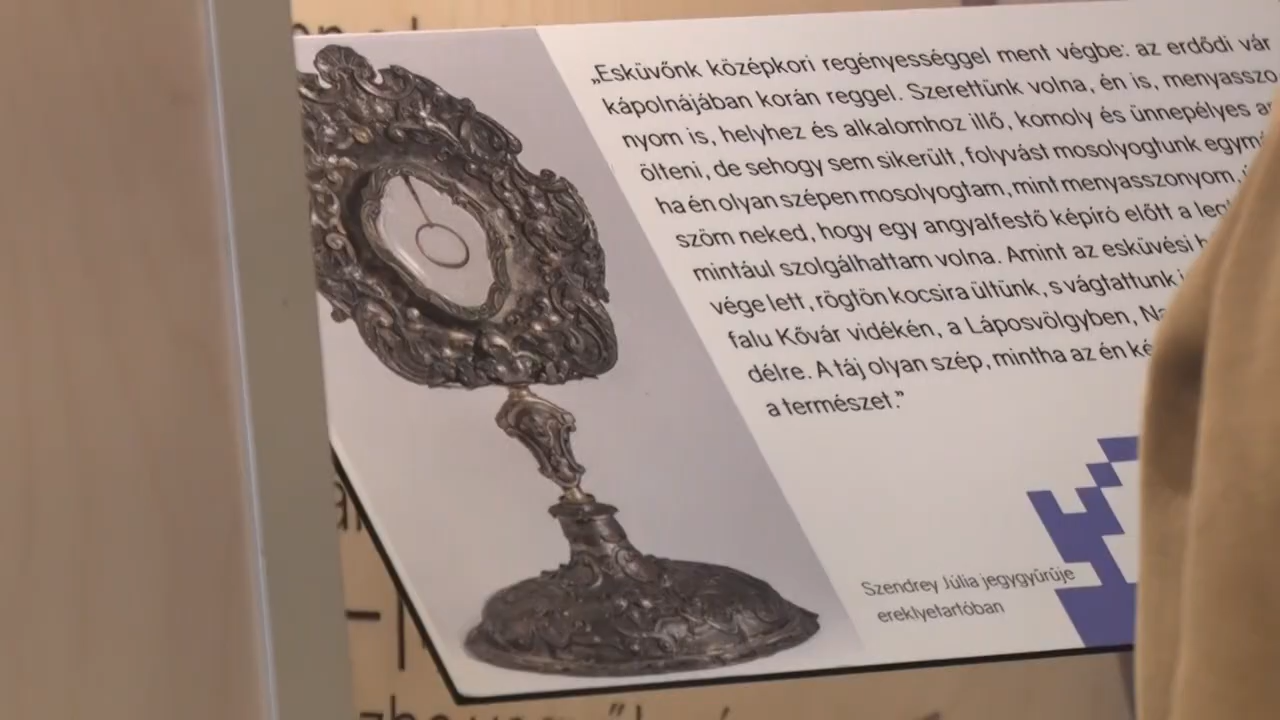 „Esküvőnk középkori regényességgel ment végbe: az erdődi vár
kápolnájában korán reggel. Szerettünk volna, én is, menyasszo
nyom is, helyhez és alkalomhoz illő, komoly és ünnepélyes
ölteni, de sehogy sem sikerült, folyvást mosolyogtunk egym
ha én olyan szépen mosolyogtam, mint menyasszonyom,
szöm neked, hogy egy angyalfestő képíró előtt a
mintául szolgálhattam volna. Amint az esküvési
vége lett, rögtön kocsira ültünk, s vágtattunk
falu Kővár vidékén, a Láposvölgyben, Na
délre. A táj olyan szép, mintha az én ké
a természet.”
Szendrey Júlia jegygyűrűje
ereklyetartóban